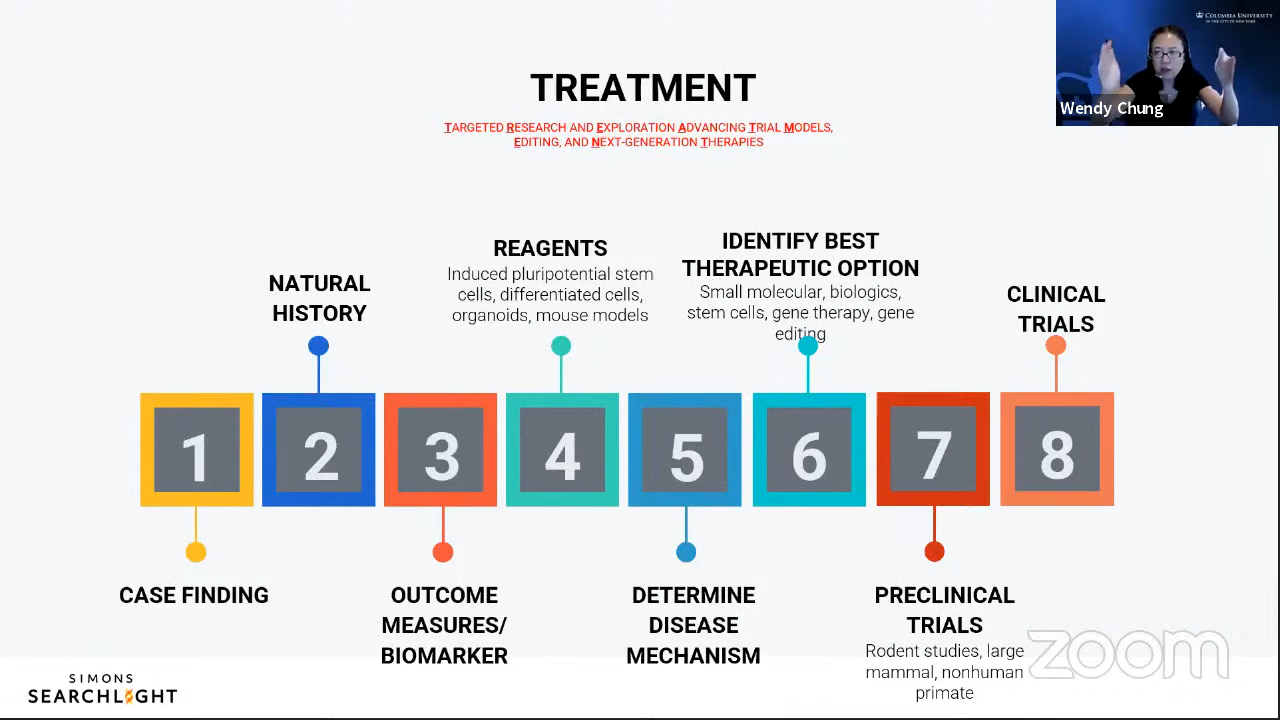 COLUMBIA UNIVERSITY
IN THE CITY OF NEW YORK
Wendy Chung
TREATMENT
TARGETED RESEARCH AND EXPLORATION ADVANCING TRIAL MODELS,
EDITING, AND NEXT-GENERATION THERAPIES
NATURAL
HISTORY
REAGENTS
Induced pluripotential stem
cells, differentiated cells,
organoids, mouse models
IDENTIFY BEST
THERAPEUTIC OPTION
Small molecular, biologics,
stem cells, gene therapy, gene
editing
CLINICAL
TRIALS
1
2
3
4
5
6
7
8
CASE FINDING
OUTCOME
MEASURES/
BIOMARKER
DETERMINE
DISEASE
MECHANISM
PRECLINICAL
TRIALS
Rodent studies, large
mammal, nonhuman
primate
zoom
SIMONS
SEARCHLIGHT